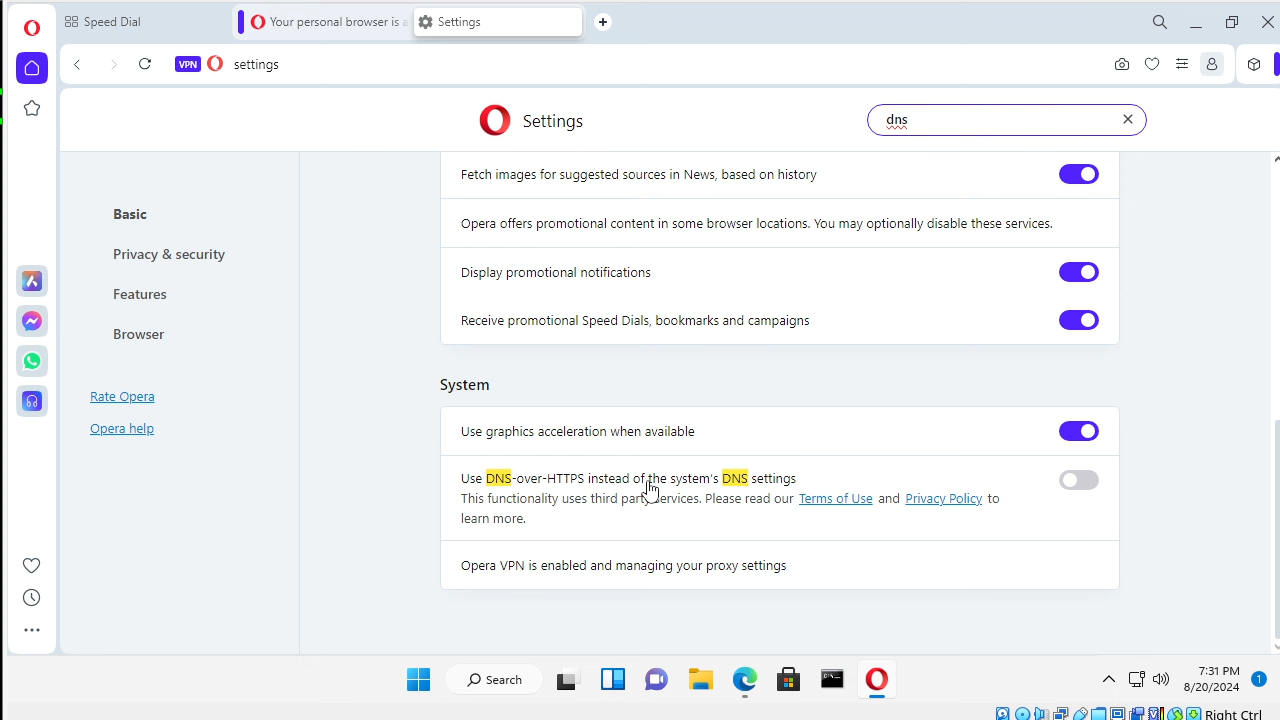 Speed Dial
Your personal browser is a
Settings
VPN
settings
Settings
dns
Fetch images for suggested sources in News, based on history
Basic
Opera offers promotional content in some browser locations. You may optionally disable these services.
Privacy & security
Display promotional notifications
Features
Receive promotional Speed Dials, bookmarks and campaigns
Browser
System
Rate Opera
Opera help
Use graphics acceleration when available
Use DNS-over-HTTPS instead of the system's DNS settings
This functionality uses third party services. Please read our Terms of Use and Privacy Policy to
learn more.
Opera VPN is enabled and managing your proxy settings
Search
7:31 PM
8/20/2024
1
Right Ctrl